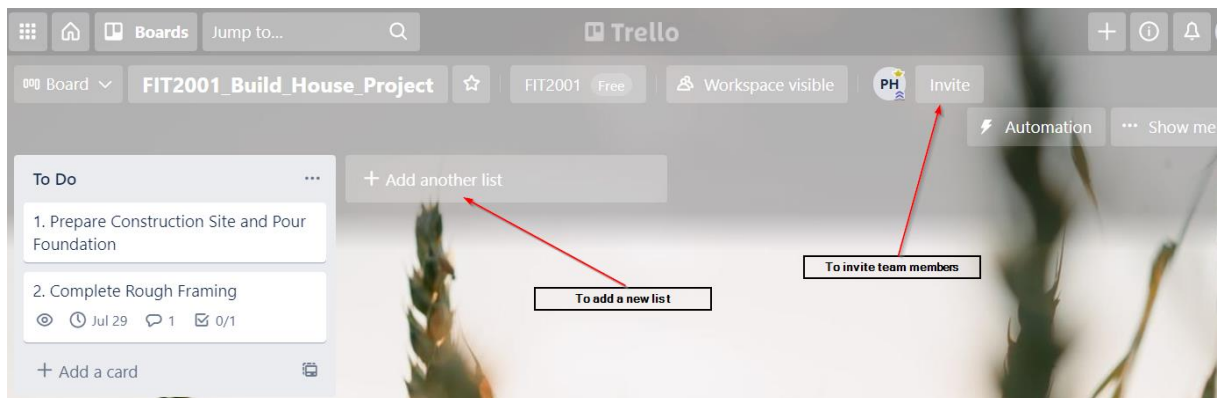 Boards Jump to... Trello
Board FIT2001_Build_House_Project FIT2001 Free Workspace visible PH Invite
Automation ... Show me
To Do ...
+ Add another list
1. Prepare Construction Site and Pour
Foundation
2. Complete Rough Framing
Jul 29 1 0/1
+ Add a card
To invite team members
To add a new list